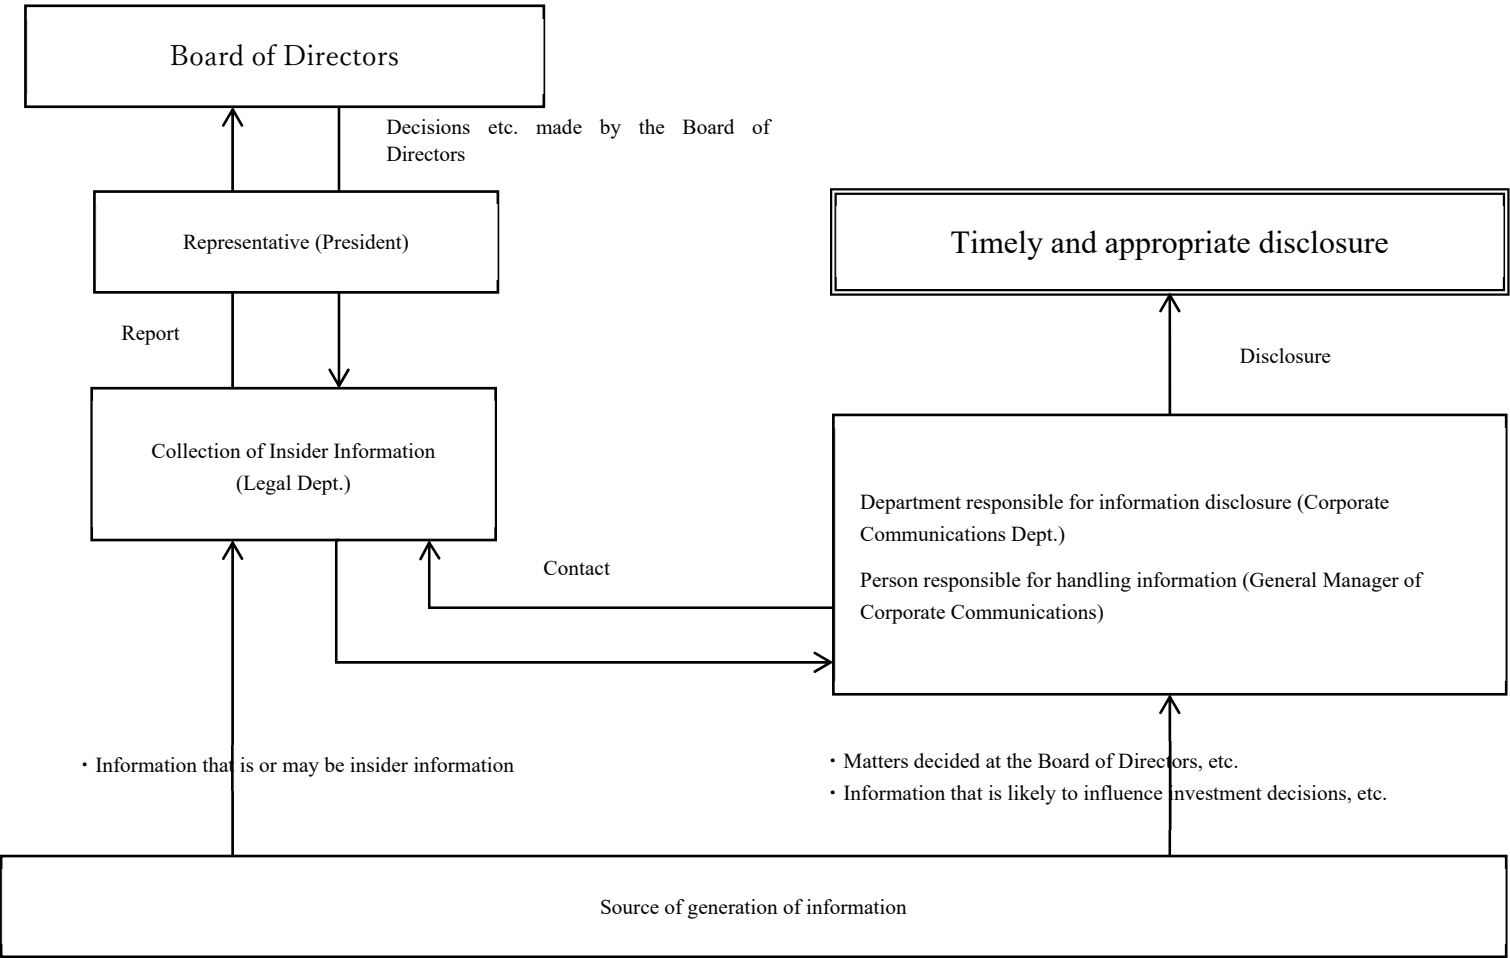 Board of Directors
Decisions etc. made by the Board of
Directors
Representative (President)
Timely and appropriate disclosure
Report
Disclosure
Collection of Insider Information
(Legal Dept.)
Department responsible for information disclosure (Corporate
Communications Dept.)
Person responsible for handling information (General Manager of
Corporate Communications)
Contact
・Information that is or may be insider information
・Matters decided at the Board of Directors, etc.
・Information that is likely to influence investment decisions, etc.
Source of generation of information